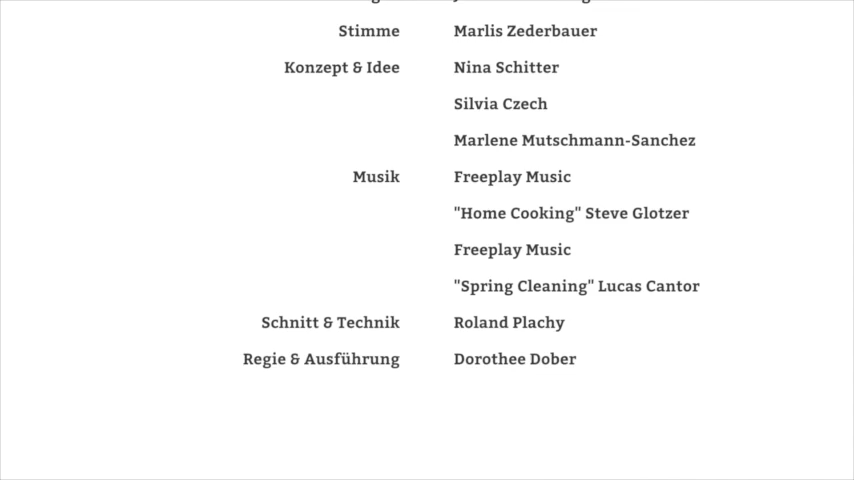 Stimme Marlis Zederbauer
Konzept & Idee Nina Schitter
Silvia Czech
Marlene Mutschmann-Sanchez
Musik Freeplay Music
"Home Cooking" Steve Glotzer
Freeplay Music
"Spring Cleaning" Lucas Cantor
Schnitt & Technik Roland Plachy
Regie & Ausführung Dorothee Dober